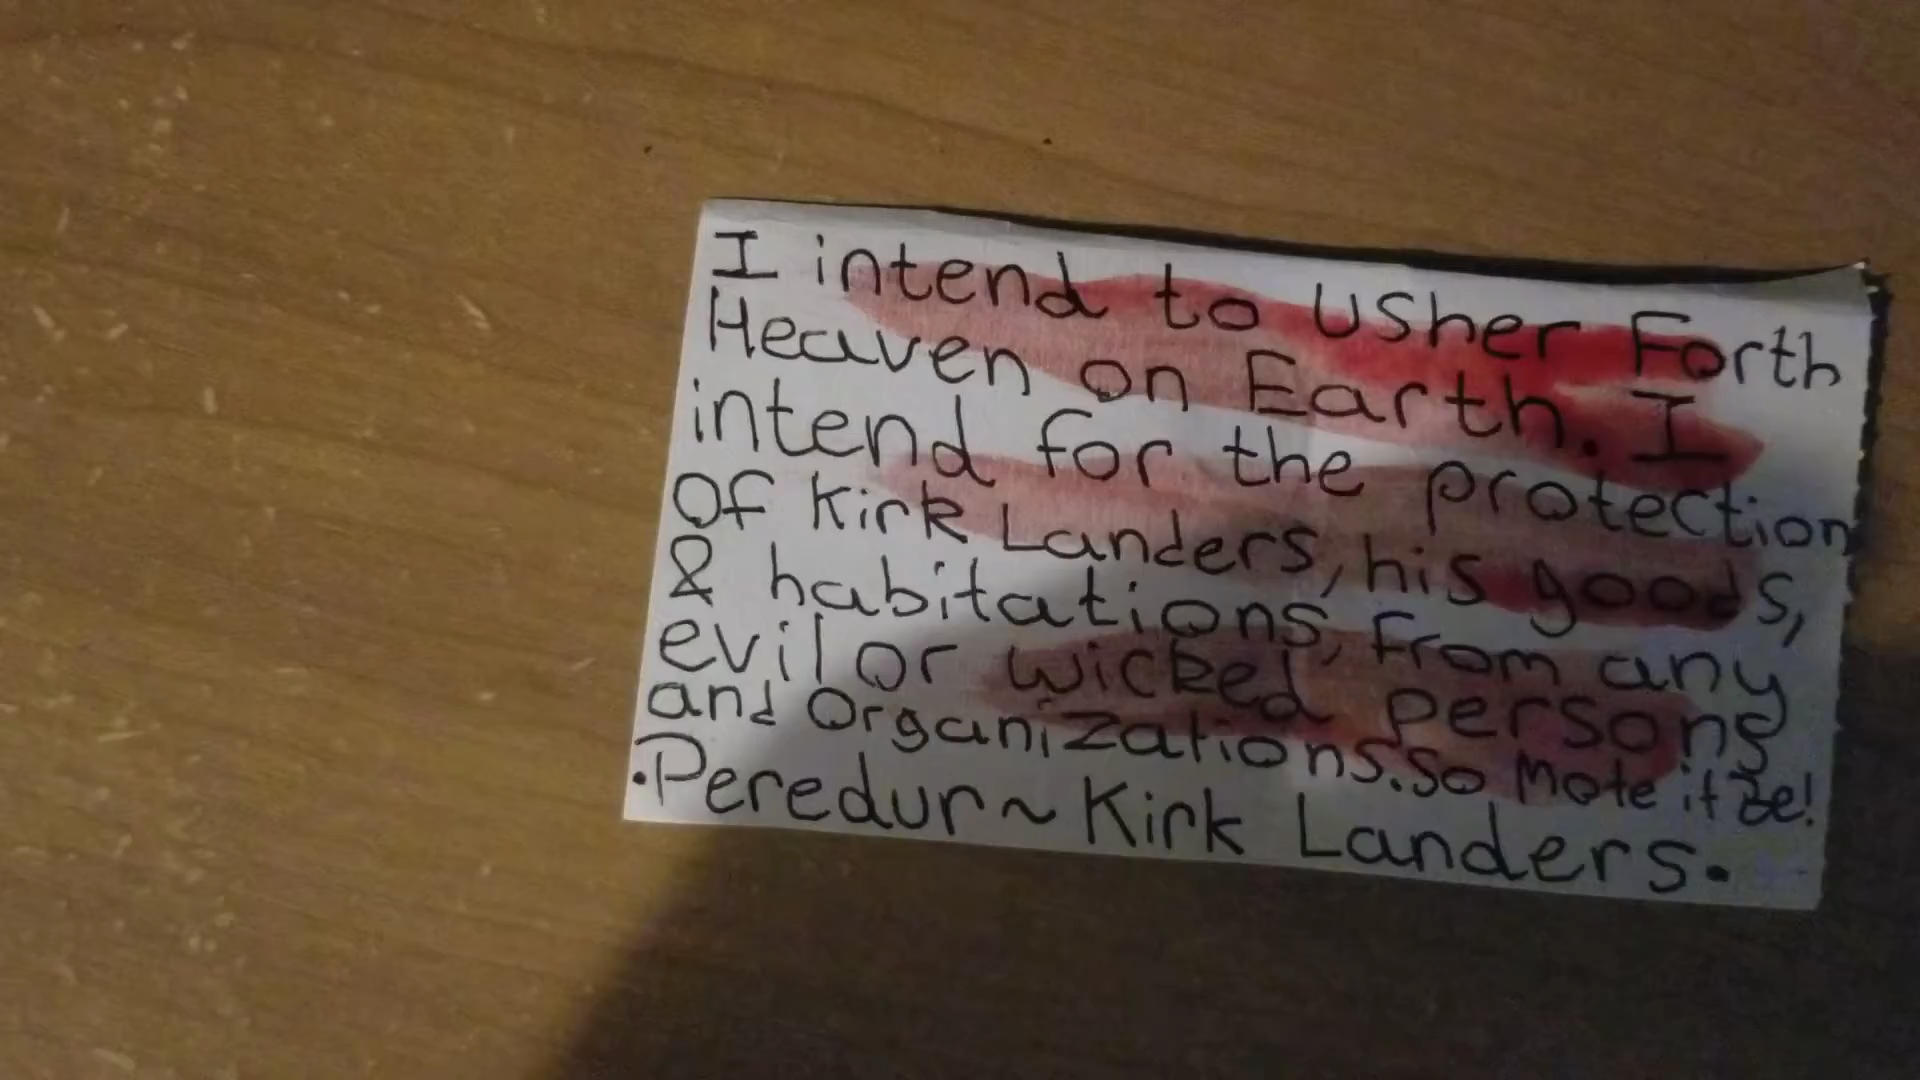 I intend to usher Forth
Heaven on Earth. I
intend for the protection
Of Kirk Landers, his goods,
& habitations, from any
evil or wicked persons
and Organizations. So Mote it Be!
·Peredur ~ Kirk Landers.